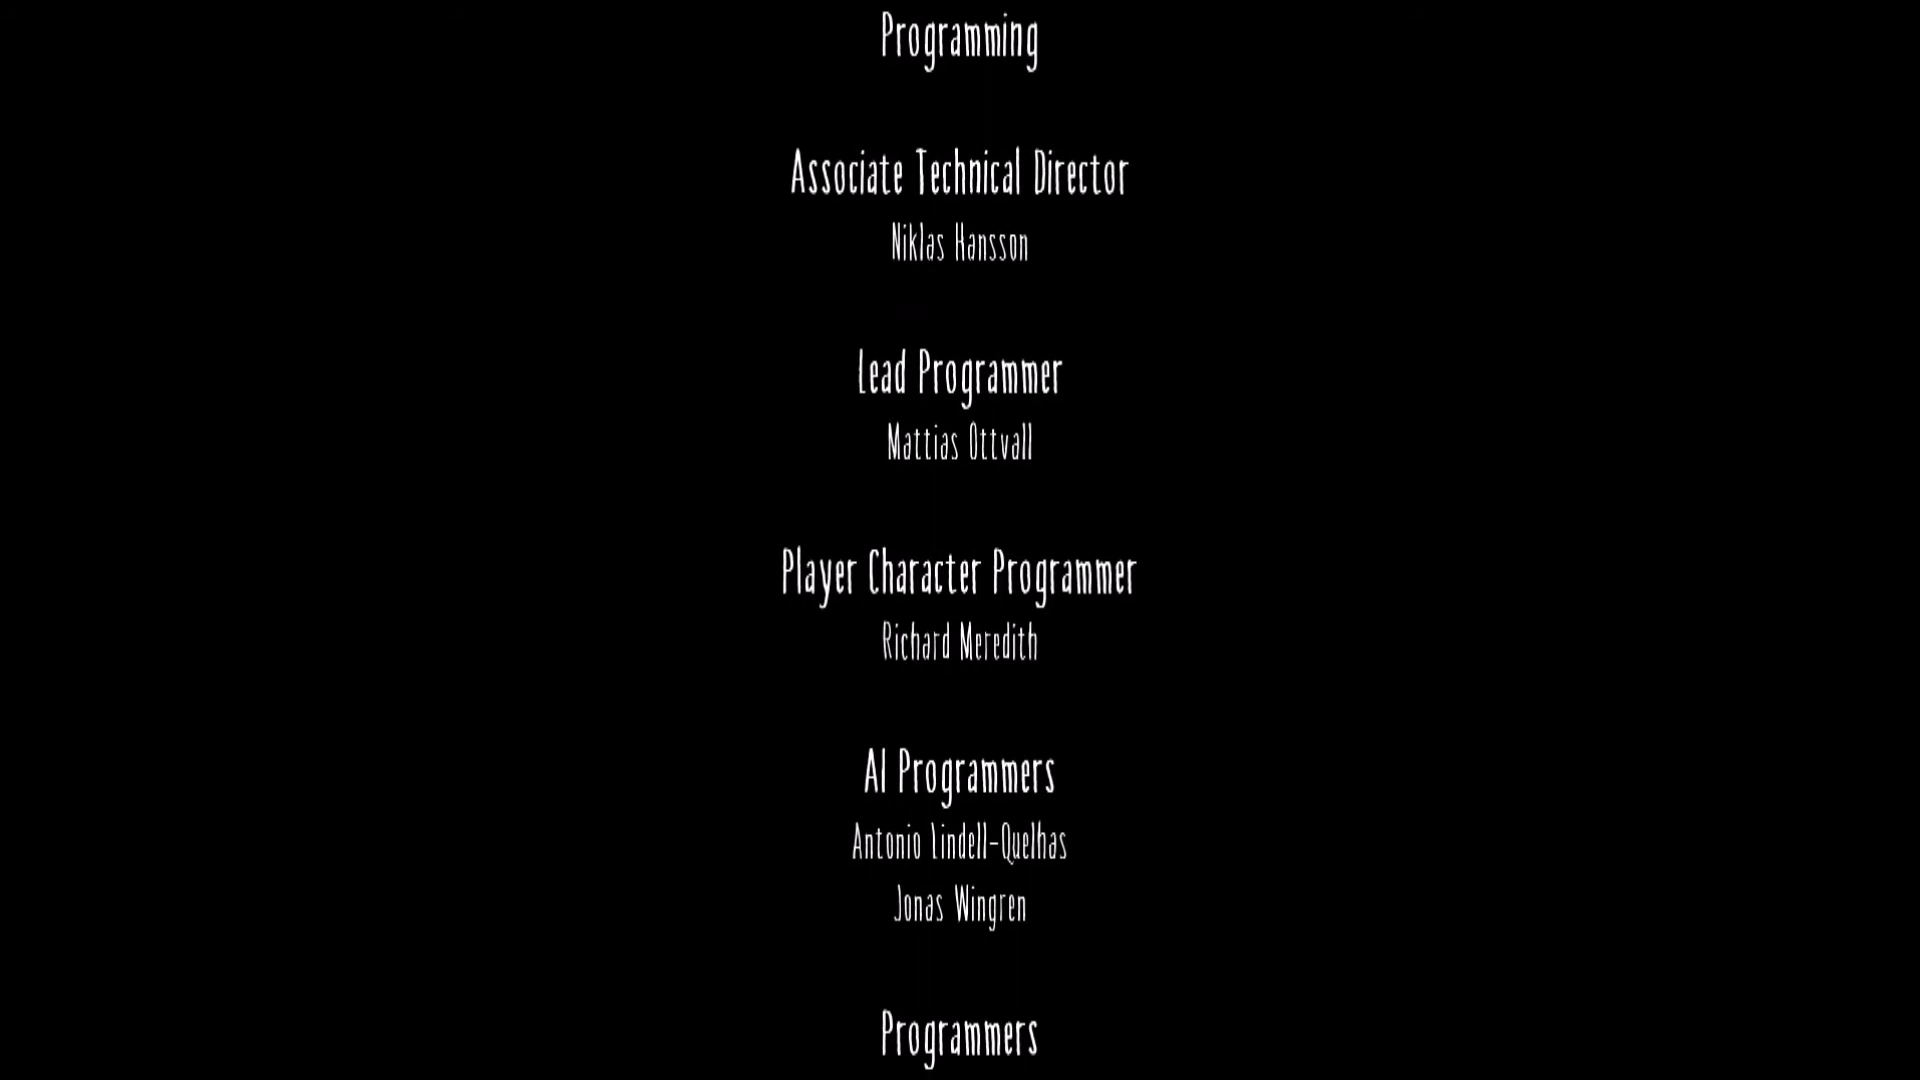 Programming
Associate Technical Director
Niklas Hansson
Lead Programmer
Mattias Ottvall
Player Character Programmer
Richard Meredith
AI Programmers
Antonio Lindell-Quelhas
Jonas Wingren
Programmers